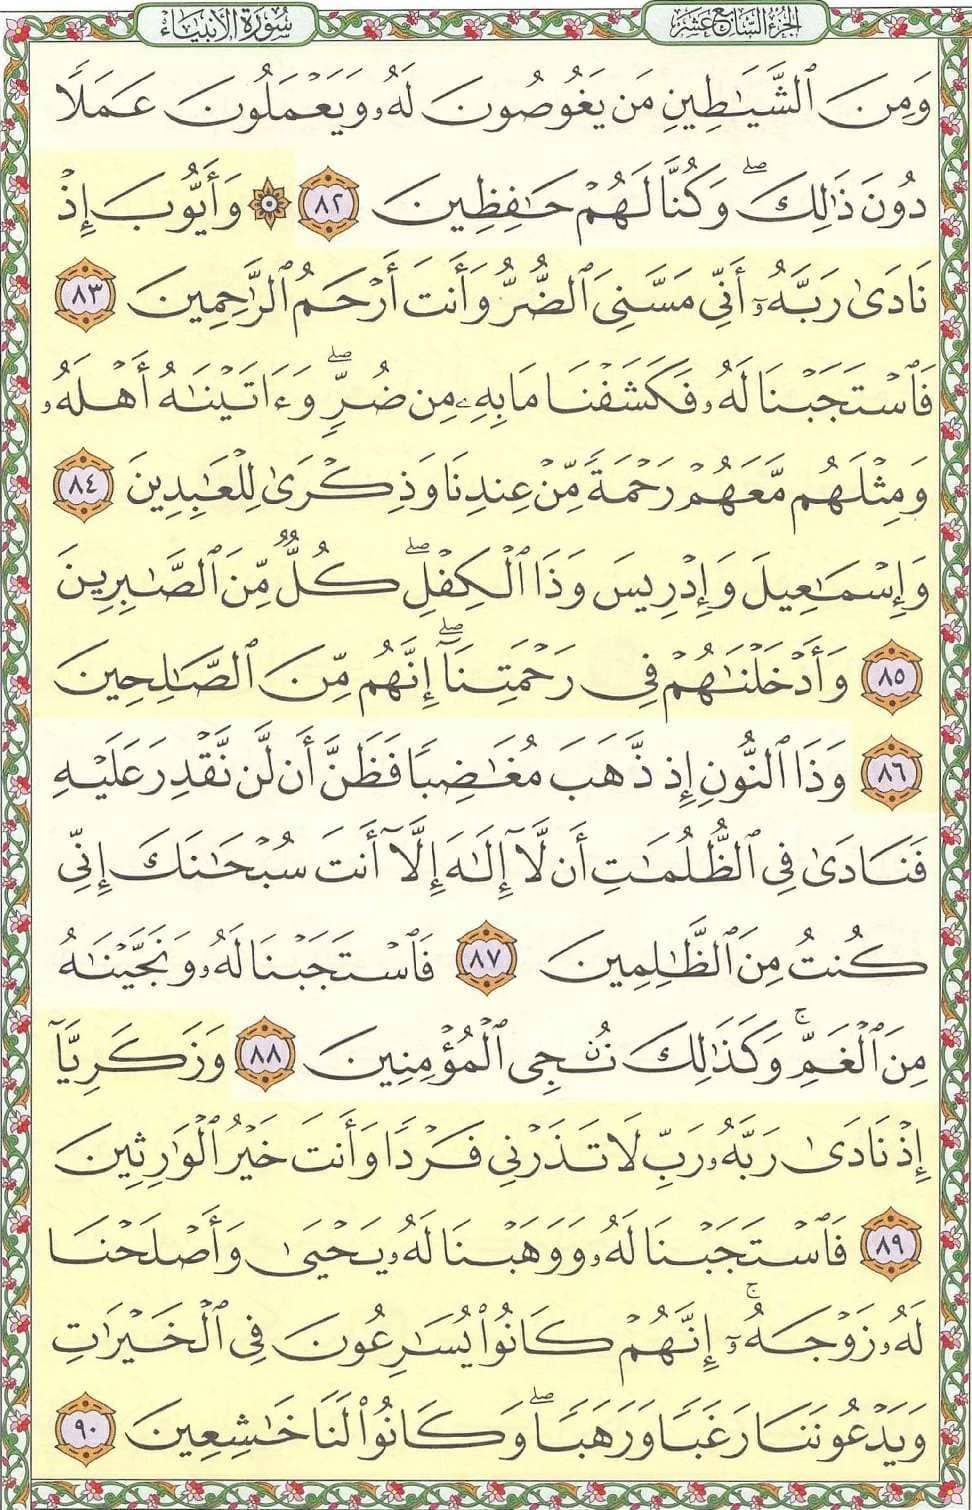 الجزء السابع عشر
سورة الأنبياء
وَمِنَ ٱلشَّيَٰطِينِ مَن يَغُوصُونَ لَهُۥ وَيَعْمَلُونَ عَمَلًا
دُونَ ذَٰلِكَ ۖ وَكُنَّا لَهُمْ حَٰفِظِينَ ٨٢ ۞ وَأَيُّوبَ إِذْ
نَادَىٰ رَبَّهُۥٓ أَنِّى مَسَّنِىَ ٱلضُّرُّ وَأَنتَ أَرْحَمُ ٱلرَّٰحِمِينَ ٨٣
فَٱسْتَجَبْنَا لَهُۥ فَكَشَفْنَا مَا بِهِۦ مِن ضُرٍّ ۖ وَءَاتَيْنَٰهُ أَهْلَهُۥ
وَمِثْلَهُم مَّعَهُمْ رَحْمَةً مِّنْ عِندِنَا وَذِكْرَىٰ لِلْعَٰبِدِينَ ٨٤
وَإِسْمَٰعِيلَ وَإِدْرِيسَ وَذَا ٱلْكِفْلِ ۖ كُلٌّ مِّنَ ٱلصَّٰبِرِينَ
٨٥ وَأَدْخَلْنَٰهُمْ فِى رَحْمَتِنَآ ۖ إِنَّهُم مِّنَ ٱلصَّٰلِحِينَ
٨٦ وَذَا ٱلنُّونِ إِذ ذَّهَبَ مُغَٰضِبًا فَظَنَّ أَن لَّن نَّقْدِرَ عَلَيْهِ
فَنَادَىٰ فِى ٱلظُّلُمَٰتِ أَن لَّآ إِلَٰهَ إِلَّآ أَنتَ سُبْحَٰنَكَ إِنِّى
كُنتُ مِنَ ٱلظَّٰلِمِينَ ٨٧ فَٱسْتَجَبْنَا لَهُۥ وَنَجَّيْنَٰهُ
مِنَ ٱلْغَمِّ ۚ وَكَذَٰلِكَ نُۨجِى ٱلْمُؤْمِنِينَ ٨٨ وَزَكَرِيَّآ
إِذْ نَادَىٰ رَبَّهُۥ رَبِّ لَا تَذَرْنِى فَرْدًا وَأَنتَ خَيْرُ ٱلْوَٰرِثِينَ
٨٩ فَٱسْتَجَبْنَا لَهُۥ وَوَهَبْنَا لَهُۥ يَحْيَىٰ وَأَصْلَحْنَا
لَهُۥ زَوْجَهُۥٓ ۚ إِنَّهُمْ كَانُوا۟ يُسَٰرِعُونَ فِى ٱلْخَيْرَٰتِ
وَيَدْعُونَنَا رَغَبًا وَرَهَبًا ۖ وَكَانُوا۟ لَنَا خَٰشِعِينَ ٩٠